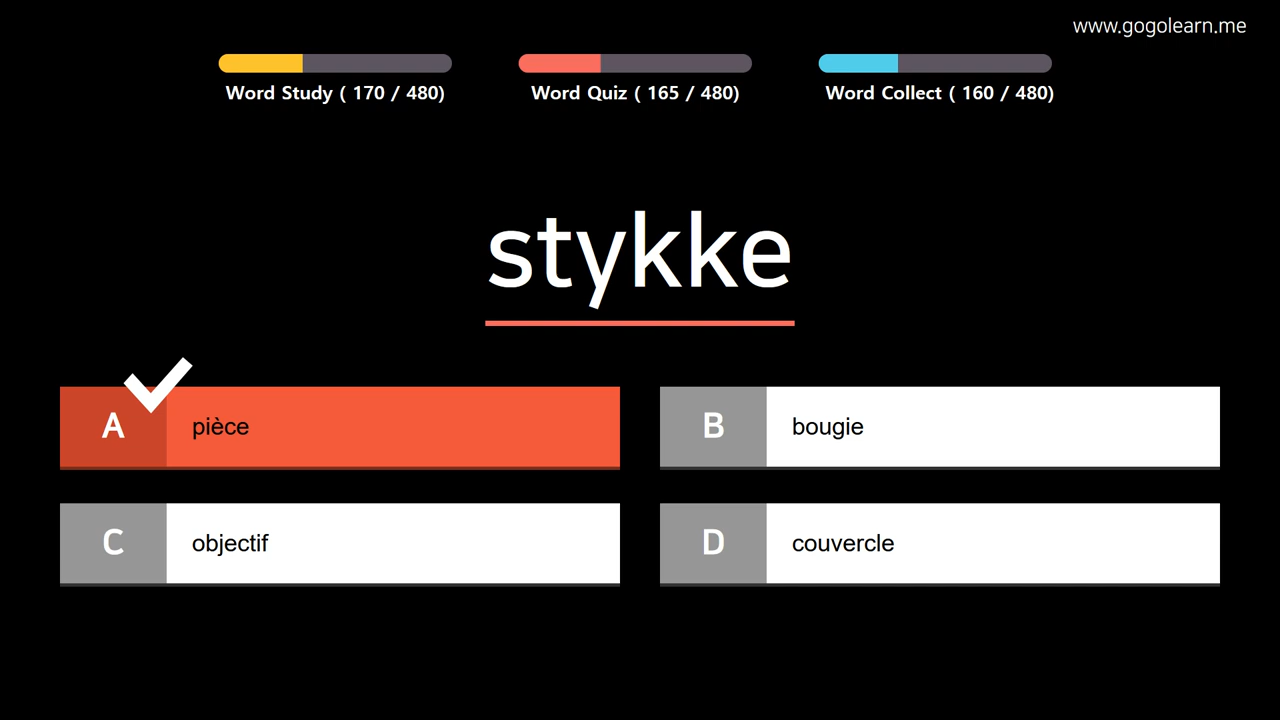 www.gogolearn.me
Word Study ( 170 / 480)
Word Quiz ( 165 / 480)
Word Collect ( 160 / 480)
stykke
A pièce
B bougie
C objectif
D couvercle